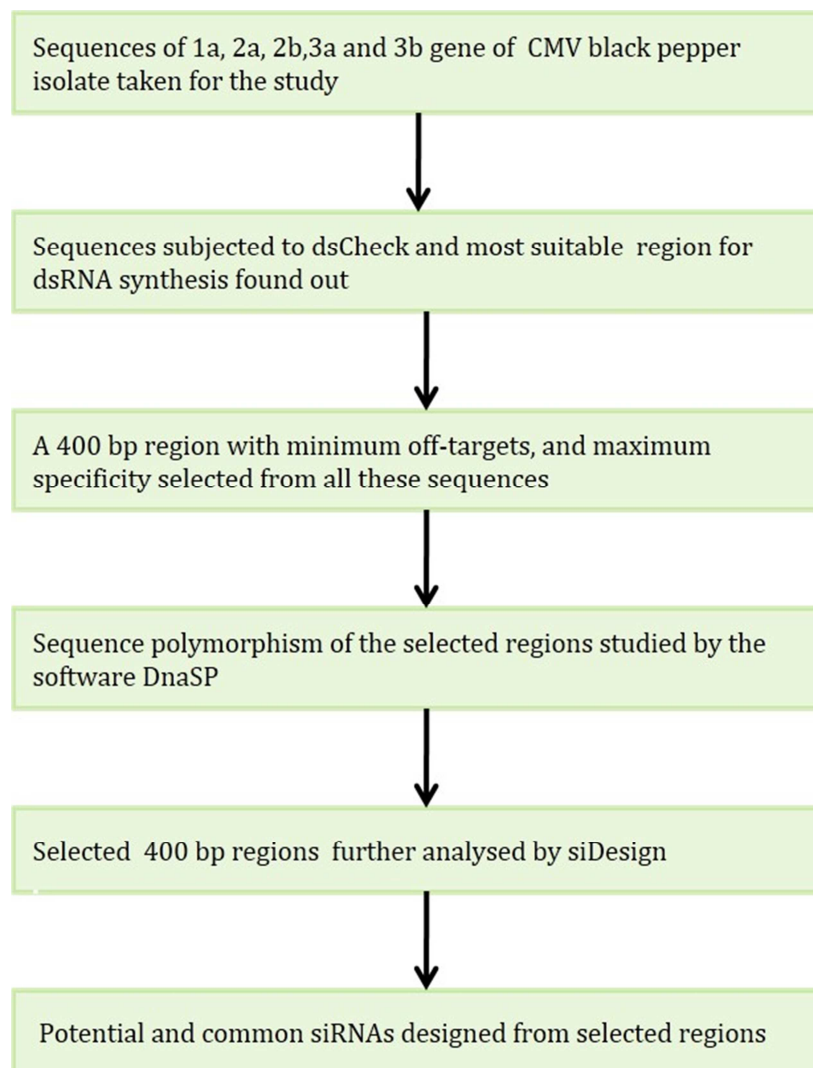 Sequences of 1a, 2a, 2b,3a and 3b gene of CMV black pepper
isolate taken for the study
Sequences subjected to dsCheck and most suitable region for
dsRNA synthesis found out
A 400 bp region with minimum off-targets, and maximum
specificity selected from all these sequences
Sequence polymorphism of the selected regions studied by the
software DnaSP
Selected 400 bp regions further analysed by siDesign
Potential and common siRNAs designed from selected regions